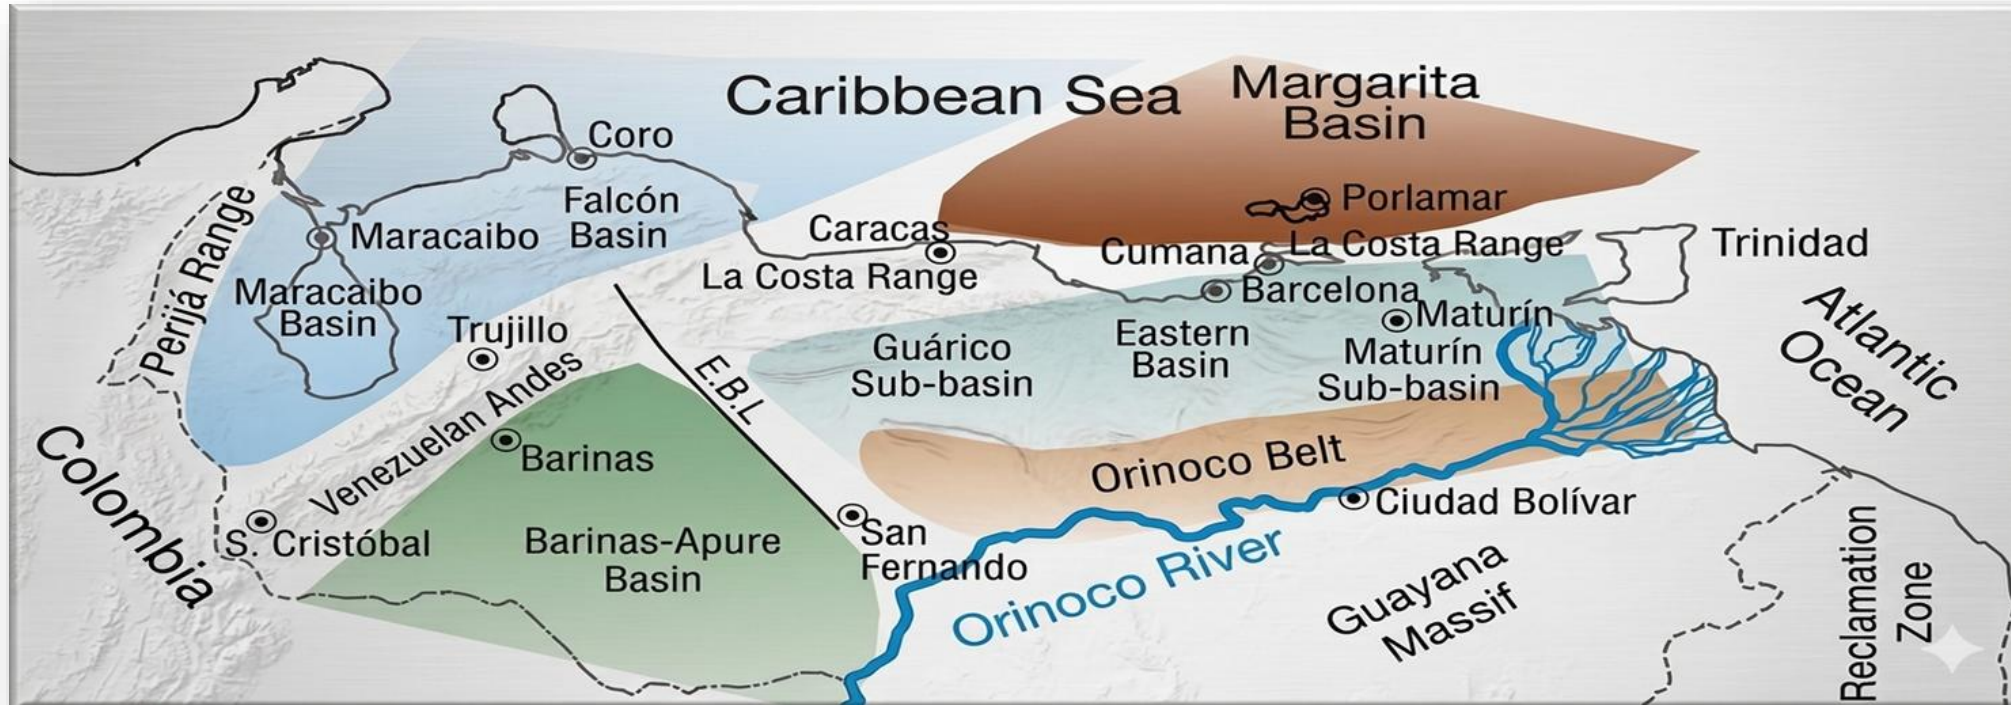 Caribbean Sea
Margarita
Basin
Coro
Falcón
Basin
Porlamar
Perijá Range
Maracaibo
Caracas
La Costa Range
Cumana
La Costa Range
Trinidad
Maracaibo
Basin
Barcelona
Maturín
Atlantic
Ocean
Trujillo
Guárico
Sub-basin
Eastern
Basin
Maturín
Sub-basin
E.B.L
Venezuelan Andes
Barinas
Orinoco Belt
Colombia
S. Cristóbal
Barinas-Apure
Basin
San
Fernando
Ciudad Bolívar
Orinoco River
Guayana
Massif
Reclamation
Zone